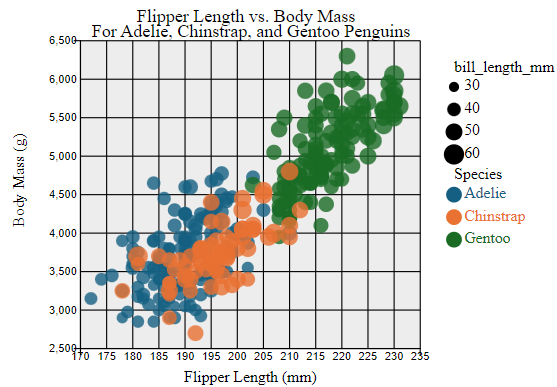 Flipper Length vs. Body Mass
For Adelie, Chinstrap, and Gentoo Penguins
6,500
6,000
5,500
5,000
4,500
4,000
3,500
3,000
2,500
Body Mass (g)
170 175 180 185 190 195 200 205 210 215 220 225 230 235
Flipper Length (mm)
bill_length_mm
30
40
50
60
Species
Adelie
Chinstrap
Gentoo